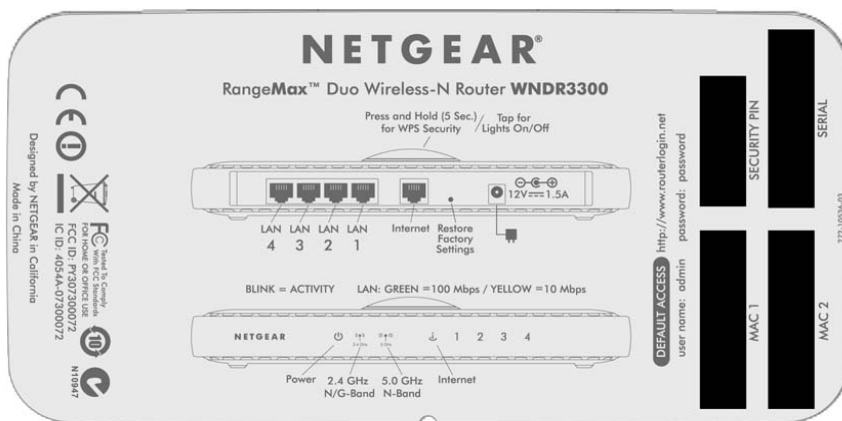 NETGEAR®
RangeMax™ Duo Wireless-N Router WNDR3300
Press and Hold (5 Sec.) / Tap for
for WPS Security Lights On/Off
12V 1.5A
LAN 4
LAN 3
LAN 2
LAN 1
Internet
Restore
Factory
Settings
BLINK = ACTIVITY LAN: GREEN =100 Mbps / YELLOW =10 Mbps
NETGEAR
1 2 3 4
Power
2.4 GHz
N/G-Band
5.0 GHz
N-Band
Internet
CE
Designed by NETGEAR in California
Made in China
FC Tested To Comply
With FCC Standards
FOR HOME OR OFFICE USE
FCC ID: PY307300072
IC ID: 4054A-07300072
10
N10947
DEFAULT ACCESS
http://www.routerlogin.net
user name: admin password: password
SECURITY PIN
SERIAL
MAC 1
MAC 2